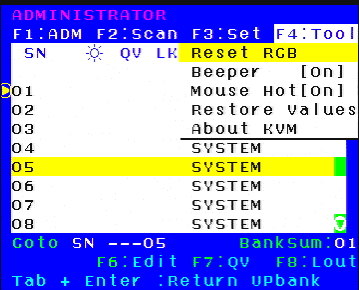 ADMINISTRATOR
F1:ADM F2:Scan F3:Set F4:Tool
SN QV LK Reset RGB
Beeper [On]
01 Mouse Hot[On]
02 Restore Values
03 About KVM
04 SYSTEM
05 SYSTEM
06 SYSTEM
07 SYSTEM
08 SYSTEM
Goto SN ---05 BankSum:01
F6:Edit F7:QV F8:Lout
Tab + Enter :Return UPbank